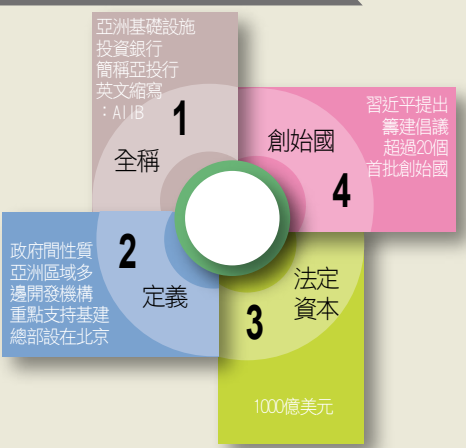 亞洲基礎設施
投資銀行
簡稱亞投行
英文縮寫
：AIIB
1
全稱
政府間性質
亞洲區域多
邊開發機構
重點支持基建
總部設在北京
2
定義
法定
資本
3
1000億美元
習近平提出
籌建倡議
超過20個
首批創始國
創始國
4